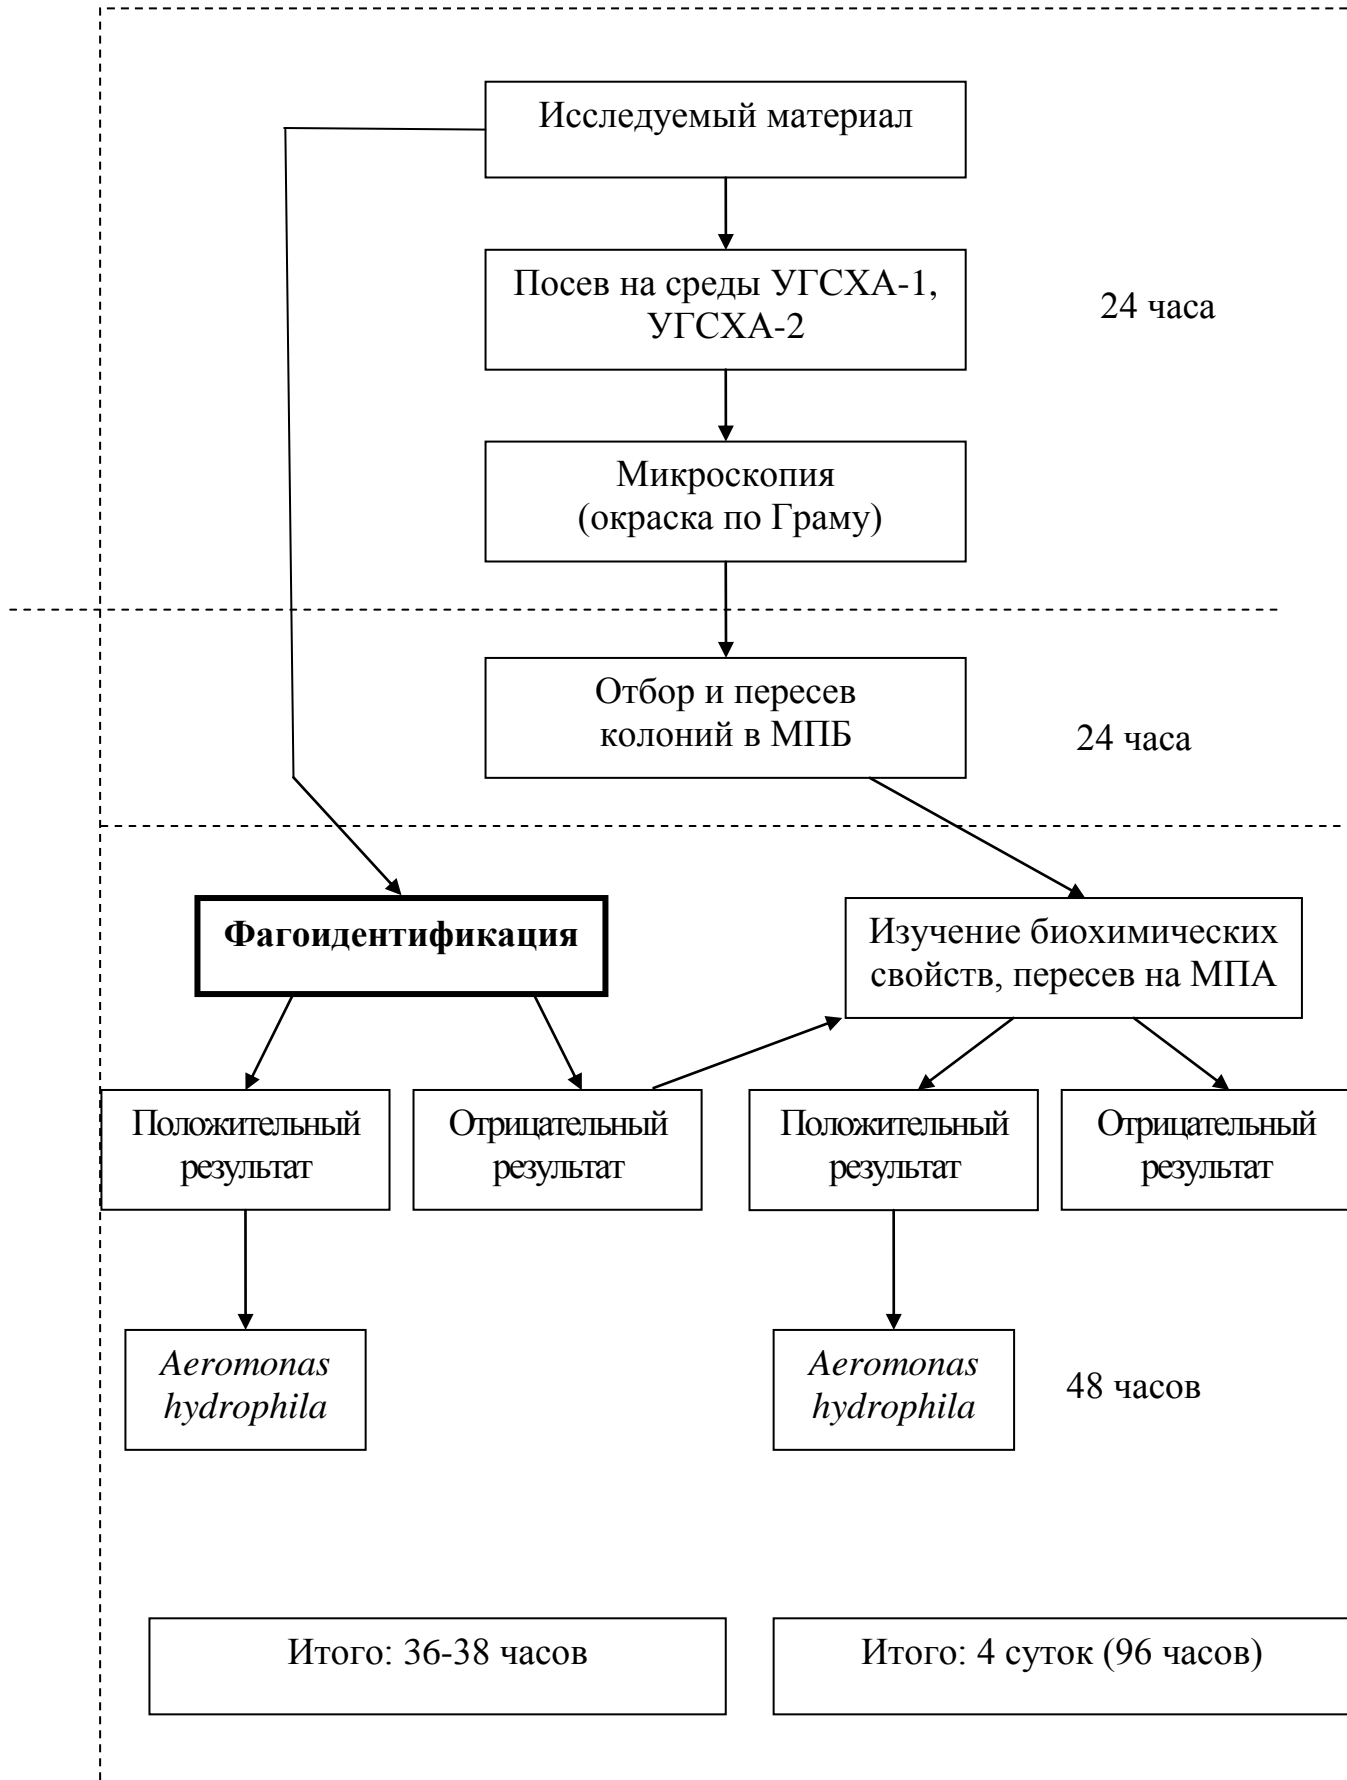 Исследуемый материал
Посев на среды УГСХА-1,
УГСХА-2
24 часа
Микроскопия
(окраска по Граму)
Отбор и пересев
колоний в МПБ
24 часа
Фагоидентификация
Изучение биохимических
свойств, пересев на МПА
Положительный
результат
Отрицательный
результат
Положительный
результат
Отрицательный
результат
Aeromonas
hydrophila
Aeromonas
hydrophila
48 часов
Итого: 36-38 часов
Итого: 4 суток (96 часов)